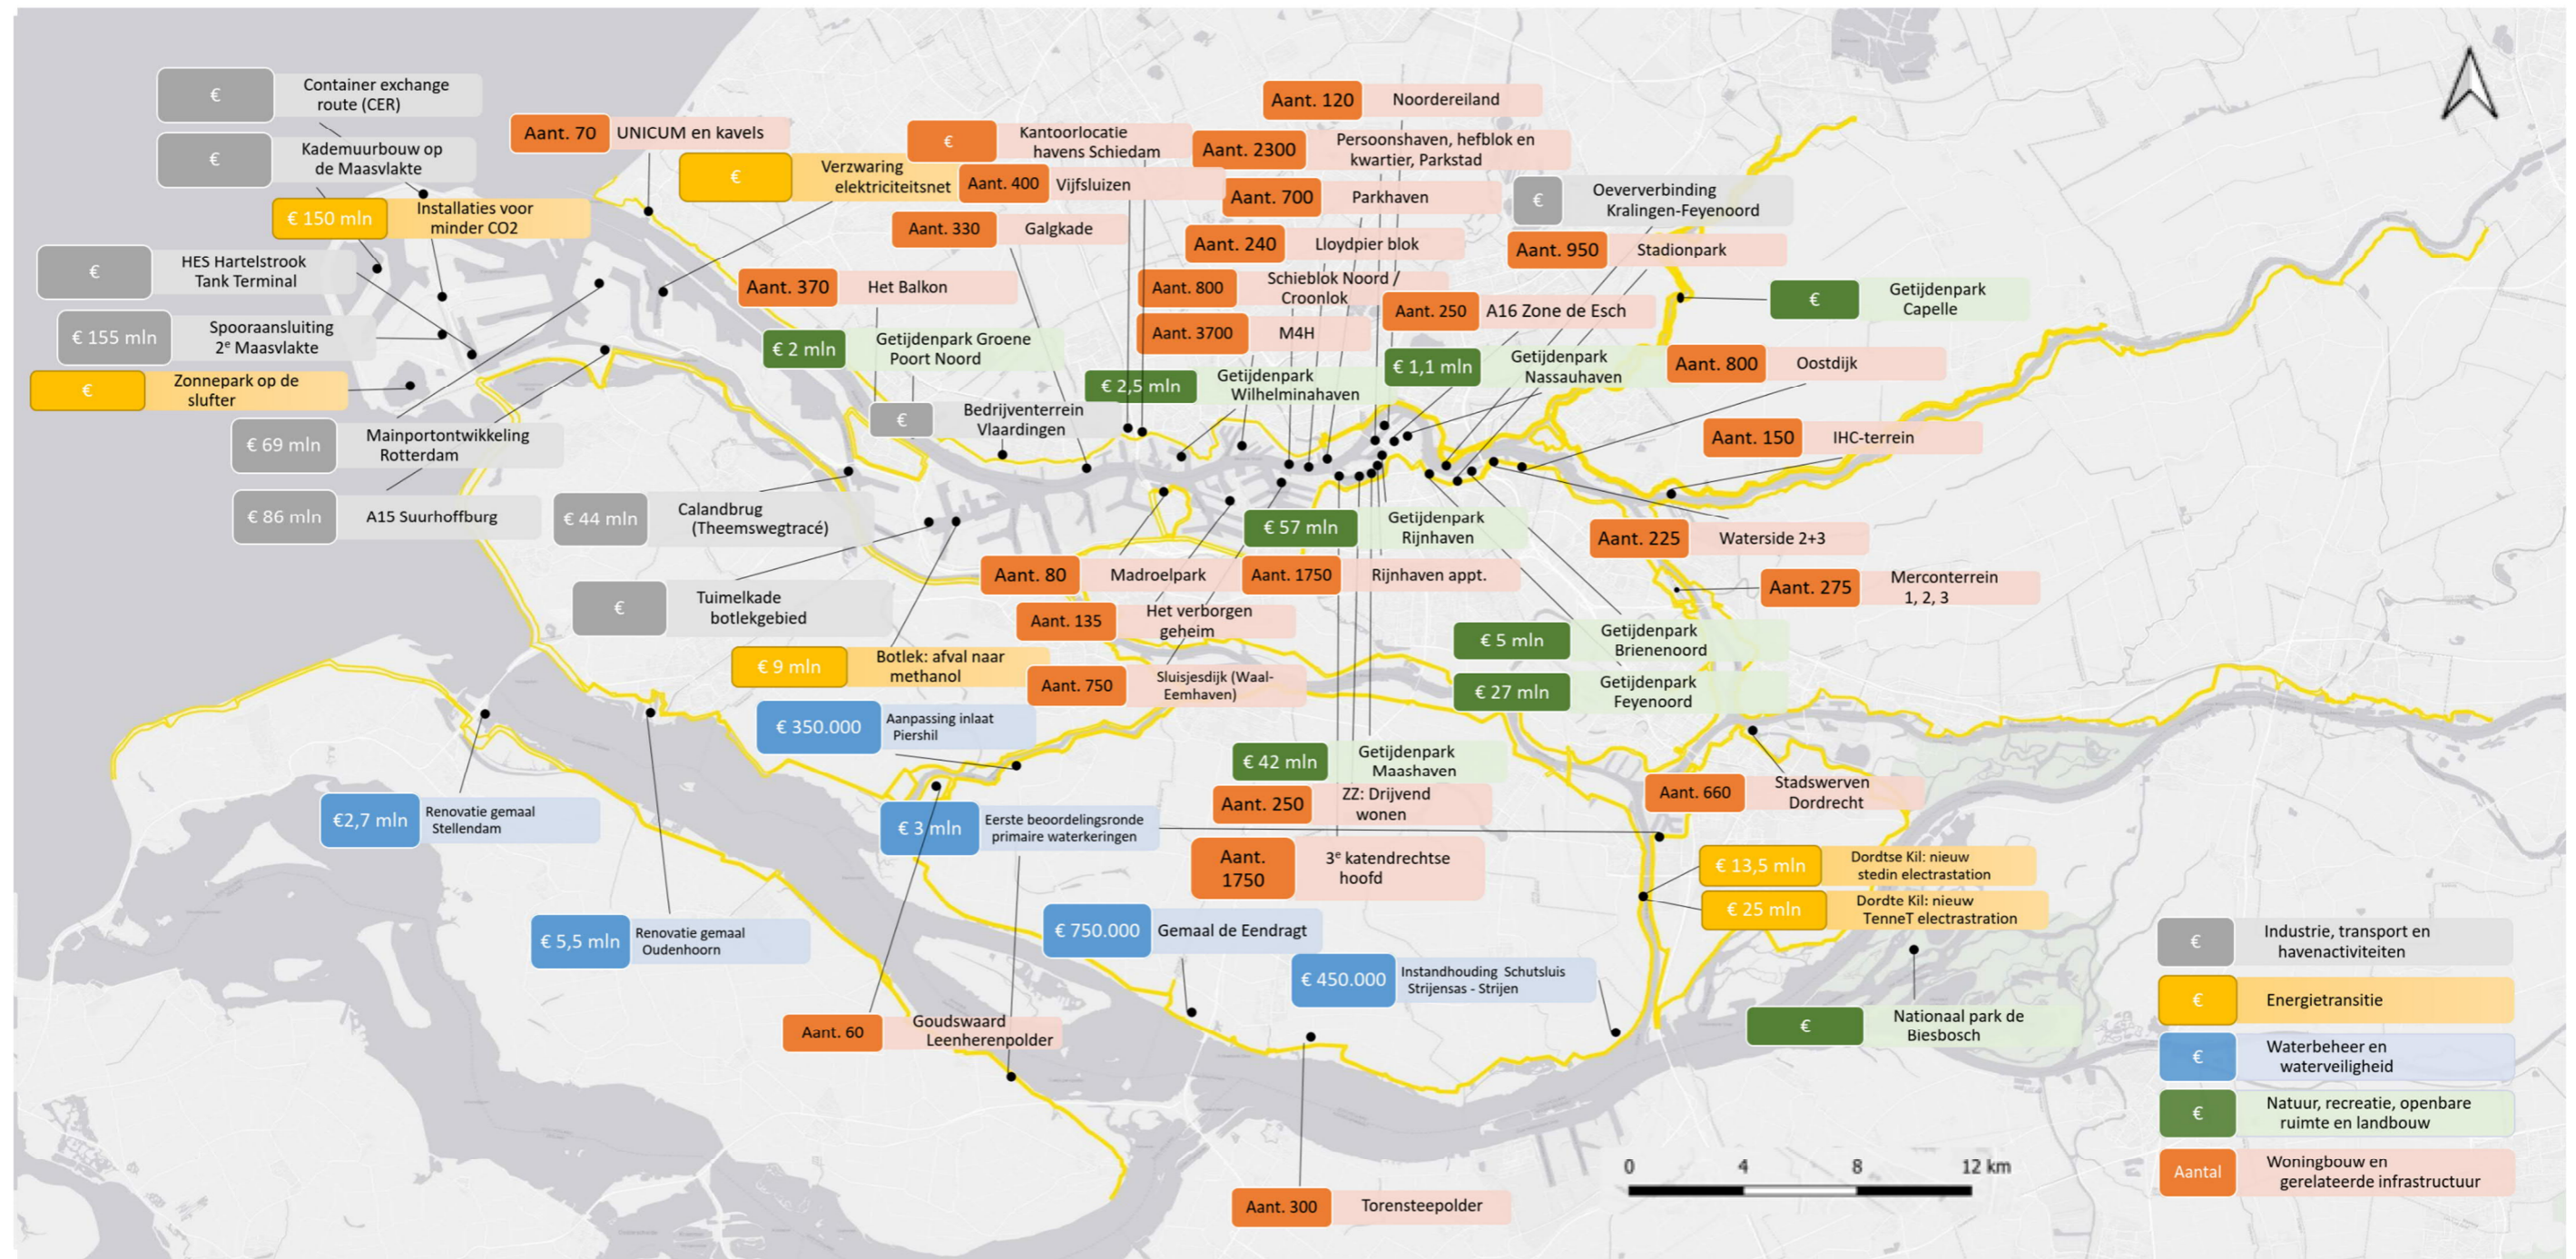 €
Container exchange
route (CER)
€
Kademuurbouw op
de Maasvlakte
€ 150 mln
Installaties voor
minder CO2
€
HES Hartelstrook
Tank Terminal
€ 155 mln
Spooraansluiting
2e Maasvlakte
€
Zonnepark op de
slufter
€ 69 mln
Mainportontwikkeling
Rotterdam
€ 86 mln
A15 Suurhoffburg
€ 44 mln
Calandbrug
(Theemswegtracé)
€
Tuimelkade
botlekgebied
Aant. 70
UNICUM en kavels
€
Verzwaring
elektriciteitsnet
€
Kantoorlocatie
havens Schiedam
Aant. 400
Vijfsluizen
Aant. 330
Galgkade
Aant. 370
Het Balkon
€ 2 mln
Getijdenpark Groene
Poort Noord
€
Bedrijventerrein
Vlaardingen
Aant. 120
Noordereiland
Aant. 2300
Persoonshaven, hefblok en
kwartier, Parkstad
Aant. 700
Parkhaven
Aant. 240
Lloydpier blok
Aant. 800
Schieblok Noord /
Croonlok
Aant. 3700
M4H
€ 2,5 mln
Getijdenpark
Wilhelminahaven
€
Oeververbinding
Kralingen-Feyenoord
Aant. 950
Stadionpark
Aant. 250
A16 Zone de Esch
€ 1,1 mln
Getijdenpark
Nassauhaven
€
Getijdenpark
Capelle
Aant. 800
Oostdijk
Aant. 150
IHC-terrein
Aant. 225
Waterside 2+3
Aant. 275
Merconterrein
1, 2, 3
€ 57 mln
Getijdenpark
Rijnhaven
Aant. 80
Madroelpark
Aant. 1750
Rijnhaven appt.
Aant. 135
Het verborgen
geheim
€ 9 mln
Botlek: afval naar
methanol
Aant. 750
Sluisjesdijk (Waal-
Eemhaven)
€ 5 mln
Getijdenpark
Brienenoord
€ 27 mln
Getijdenpark
Feyenoord
€ 350.000
Aanpassing inlaat
Piershil
€ 42 mln
Getijdenpark
Maashaven
Aant. 250
ZZ: Drijvend
wonen
Aant. 660
Stadswerven
Dordrecht
€2,7 mln
Renovatie gemaal
Stellendam
€ 3 mln
Eerste beoordelingsronde
primaire waterkeringen
Aant.
1750
3e katendrechtse
hoofd
€ 13,5 mln
Dordtse Kil: nieuw
stedin electrastation
€ 25 mln
Dordte Kil: nieuw
TenneT electrastration
€ 5,5 mln
Renovatie gemaal
Oudenhoorn
€ 750.000
Gemaal de Eendragt
€ 450.000
Instandhouding Schutsluis
Strijensas - Strijen
Aant. 60
Goudswaard
Leenherenpolder
€
Nationaal park de
Biesbosch
Aant. 300
Torensteepolder
€
Industrie, transport en
havenactiviteiten
€
Energietransitie
€
Waterbeheer en
waterveiligheid
€
Natuur, recreatie, openbare
ruimte en landbouw
Aantal
Woningbouw en
gerelateerde infrastructuur
0 4 8 12 km